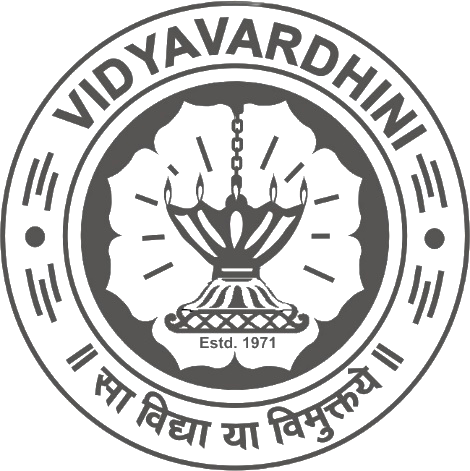 VIDYAVARDHINI
Estd. 1971
॥ सा विद्या या विमुक्तये ॥